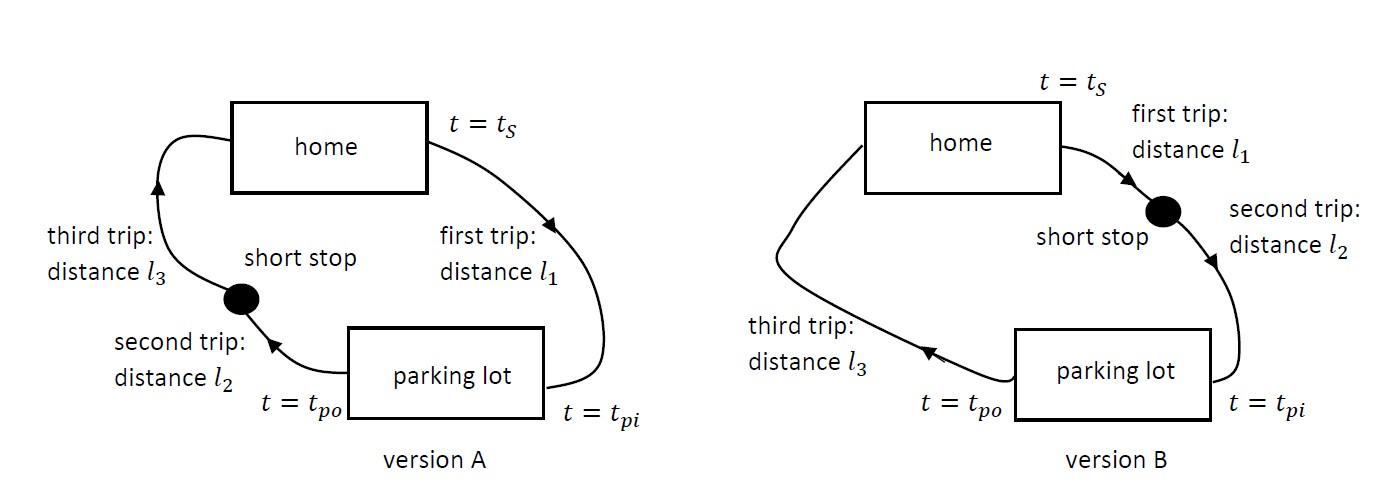 home
t = t_S
first trip:
distance l_1
third trip:
distance l_3
short stop
second trip:
distance l_2
parking lot
t = t_po
t = t_pi
version A
t = t_S
home
first trip:
distance l_1
second trip:
distance l_2
short stop
third trip:
distance l_3
parking lot
t = t_po
t = t_pi
version B